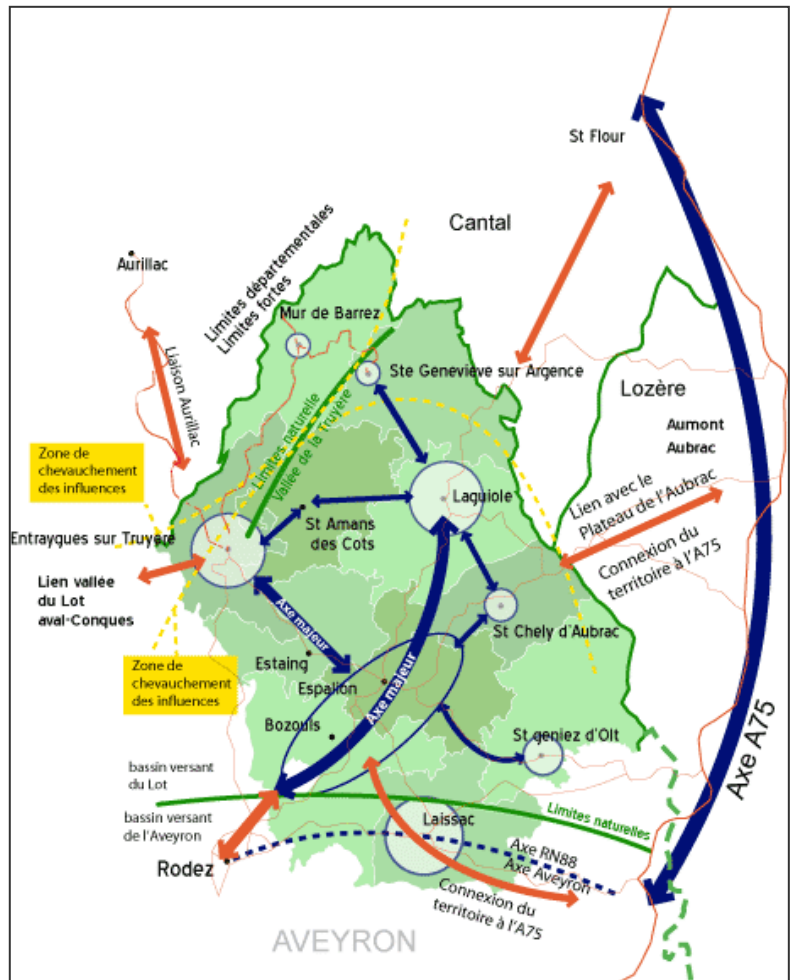 St Flour
Cantal
Aurillac
Limites départementales
Limites fortes
Mur de Barrez
Liaison Aurillac
Ste Geneviève sur Argence
Lozère
Limites naturelle
Vallée de la Truyère
Aumont
Aubrac
Zone de
chevauchement
des influences
Laguiole
Lien avec le
Plateau de l'Aubrac
St Amans
des Cots
Entraygues sur Truyère
Connexion du
territoire à l'A75
Lien vallée
du Lot
aval-Conques
Axe majeur
St Chely d'Aubrac
Estaing
Zone de
chevauchement
des influences
Espalion
Axe majeur
Bozouls
St geniez d'Olt
Axe A75
bassin versant
du Lot
bassin versant
de l'Aveyron
Limites naturelles
Laissac
Axe RN88
Axe Aveyron
Rodez
Connexion du
territoire à l'A75
AVEYRON